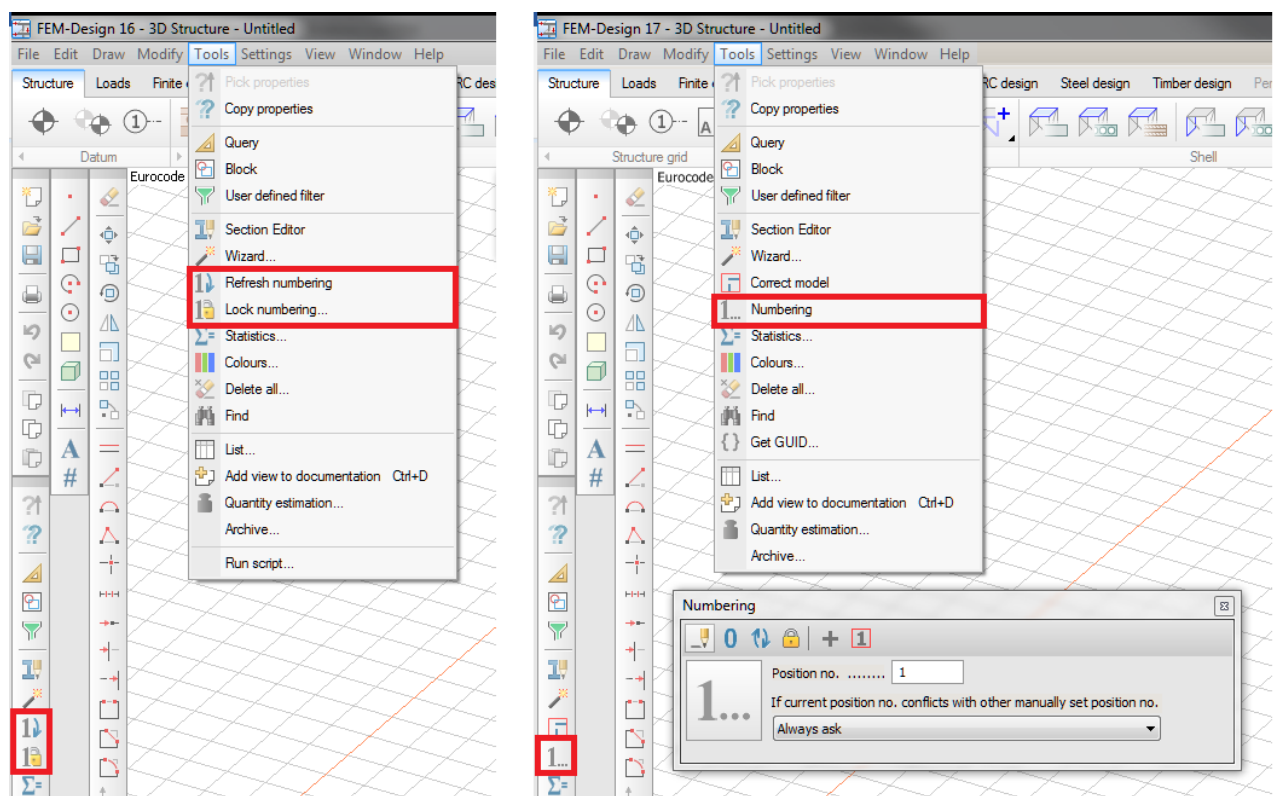 FEM-Design 16 - 3D Structure - Untitled
File Edit Draw Modify Tools Settings View Window Help
Structure Loads Finite RC des
Pick properties
Copy properties
Query
Datum
Block
Eurocode
User defined filter
Section Editor
Wizard...
Refresh numbering
Lock numbering...
Statistics...
Colours...
Delete all...
Find
List...
Add view to documentation Ctrl+D
Quantity estimation...
Archive...
Run script...
FEM-Design 17 - 3D Structure - Untitled
File Edit Draw Modify Tools Settings View Window Help
Structure Loads Finite RC design Steel design Timber design Per
Pick properties
Copy properties
Query
Structure grid
Shell
Block
Eurocode
User defined filter
Section Editor
Wizard...
Correct model
Numbering
Statistics...
Colours...
Delete all...
Find
Get GUID...
List...
Add view to documentation Ctrl+D
Quantity estimation...
Archive...
Numbering
0 1
Position no. ........ 1
1...
If current position no. conflicts with other manually set position no.
Always ask